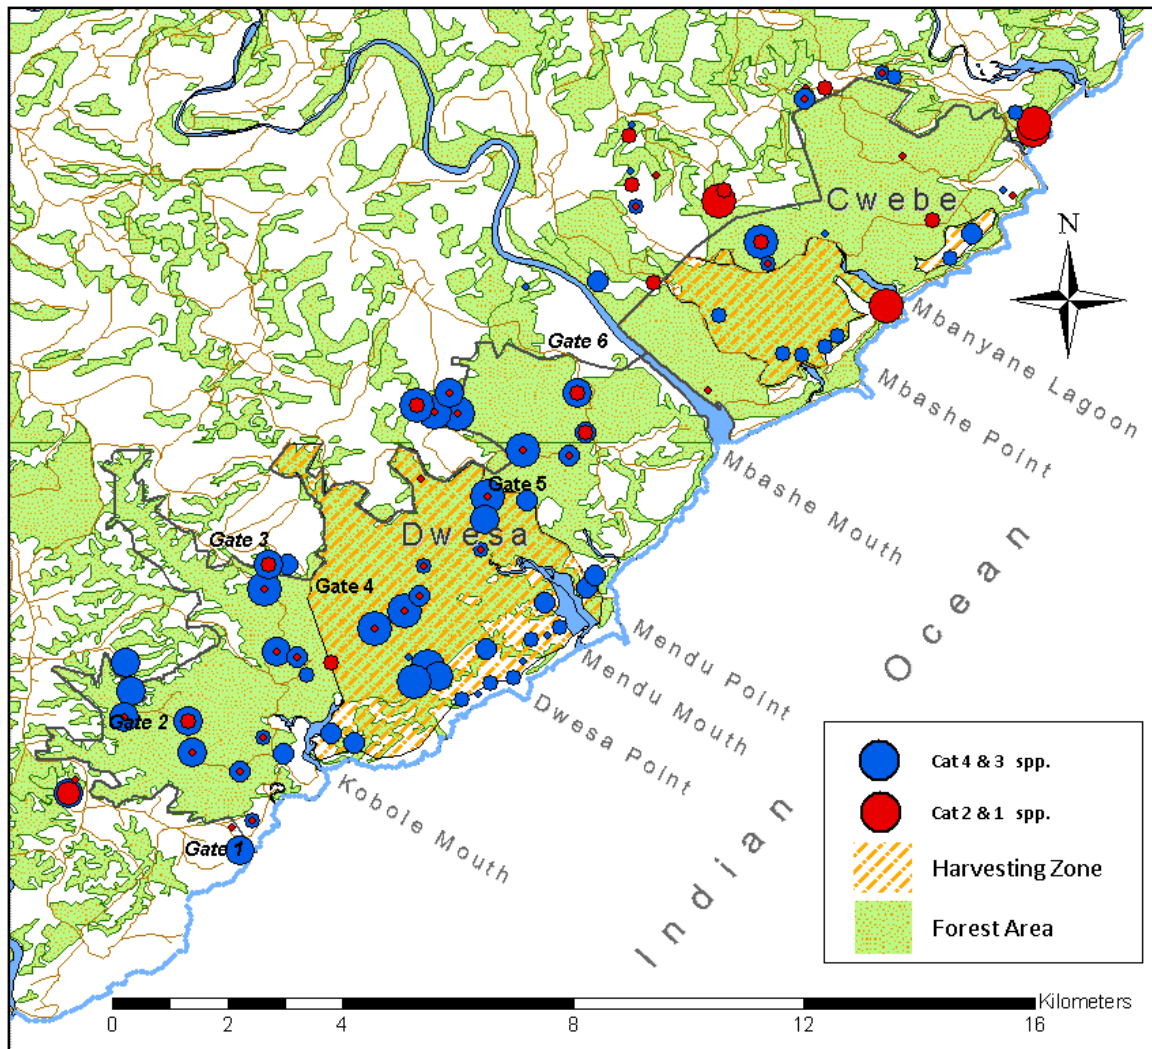 Cwebe
N
Gate 6
Mbanyane Lagoon
Mbashe Point
Mbashe Mouth
Gate 5
Dwesa
Gate 3
Gate 4
Mendu Point
Mendu Mouth
Dwesa Point
Gate 2
Kobole Mouth
Gate 1
Indian Ocean
Cat 4 & 3 spp.
Cat 2 & 1 spp.
Harvesting Zone
Forest Area
Kilometers
0 2 4 8 12 16